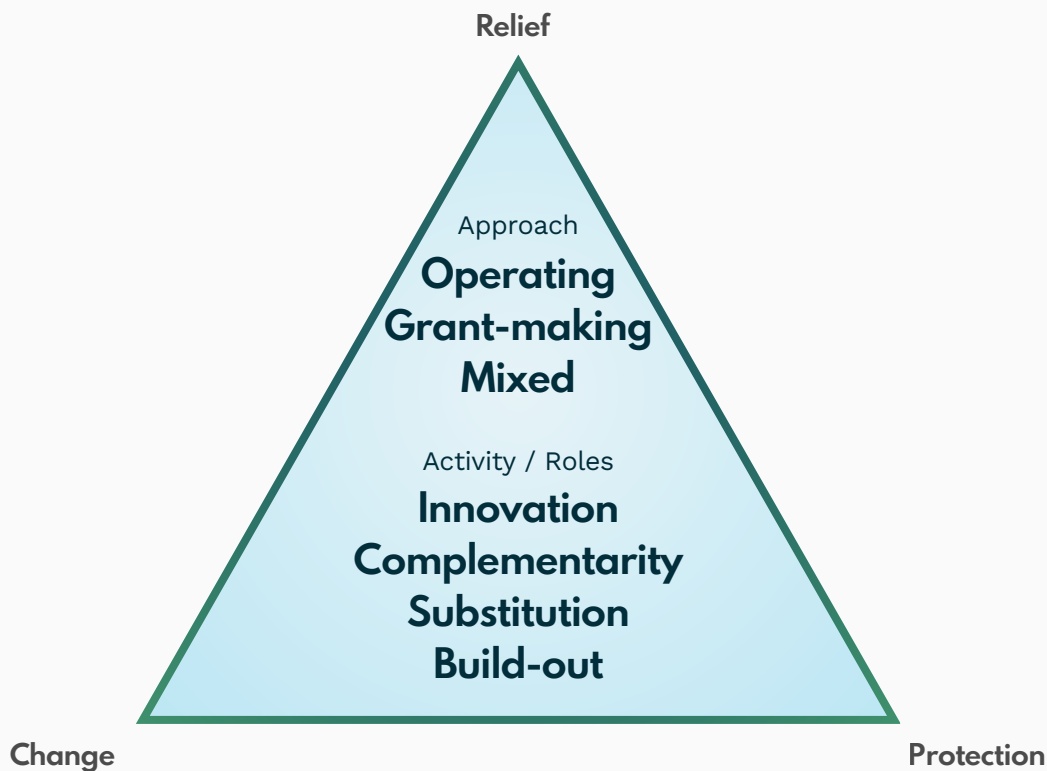 Relief
Approach
Operating
Grant-making
Mixed
Activity / Roles
Innovation
Complementarity
Substitution
Build-out
Change
Protection